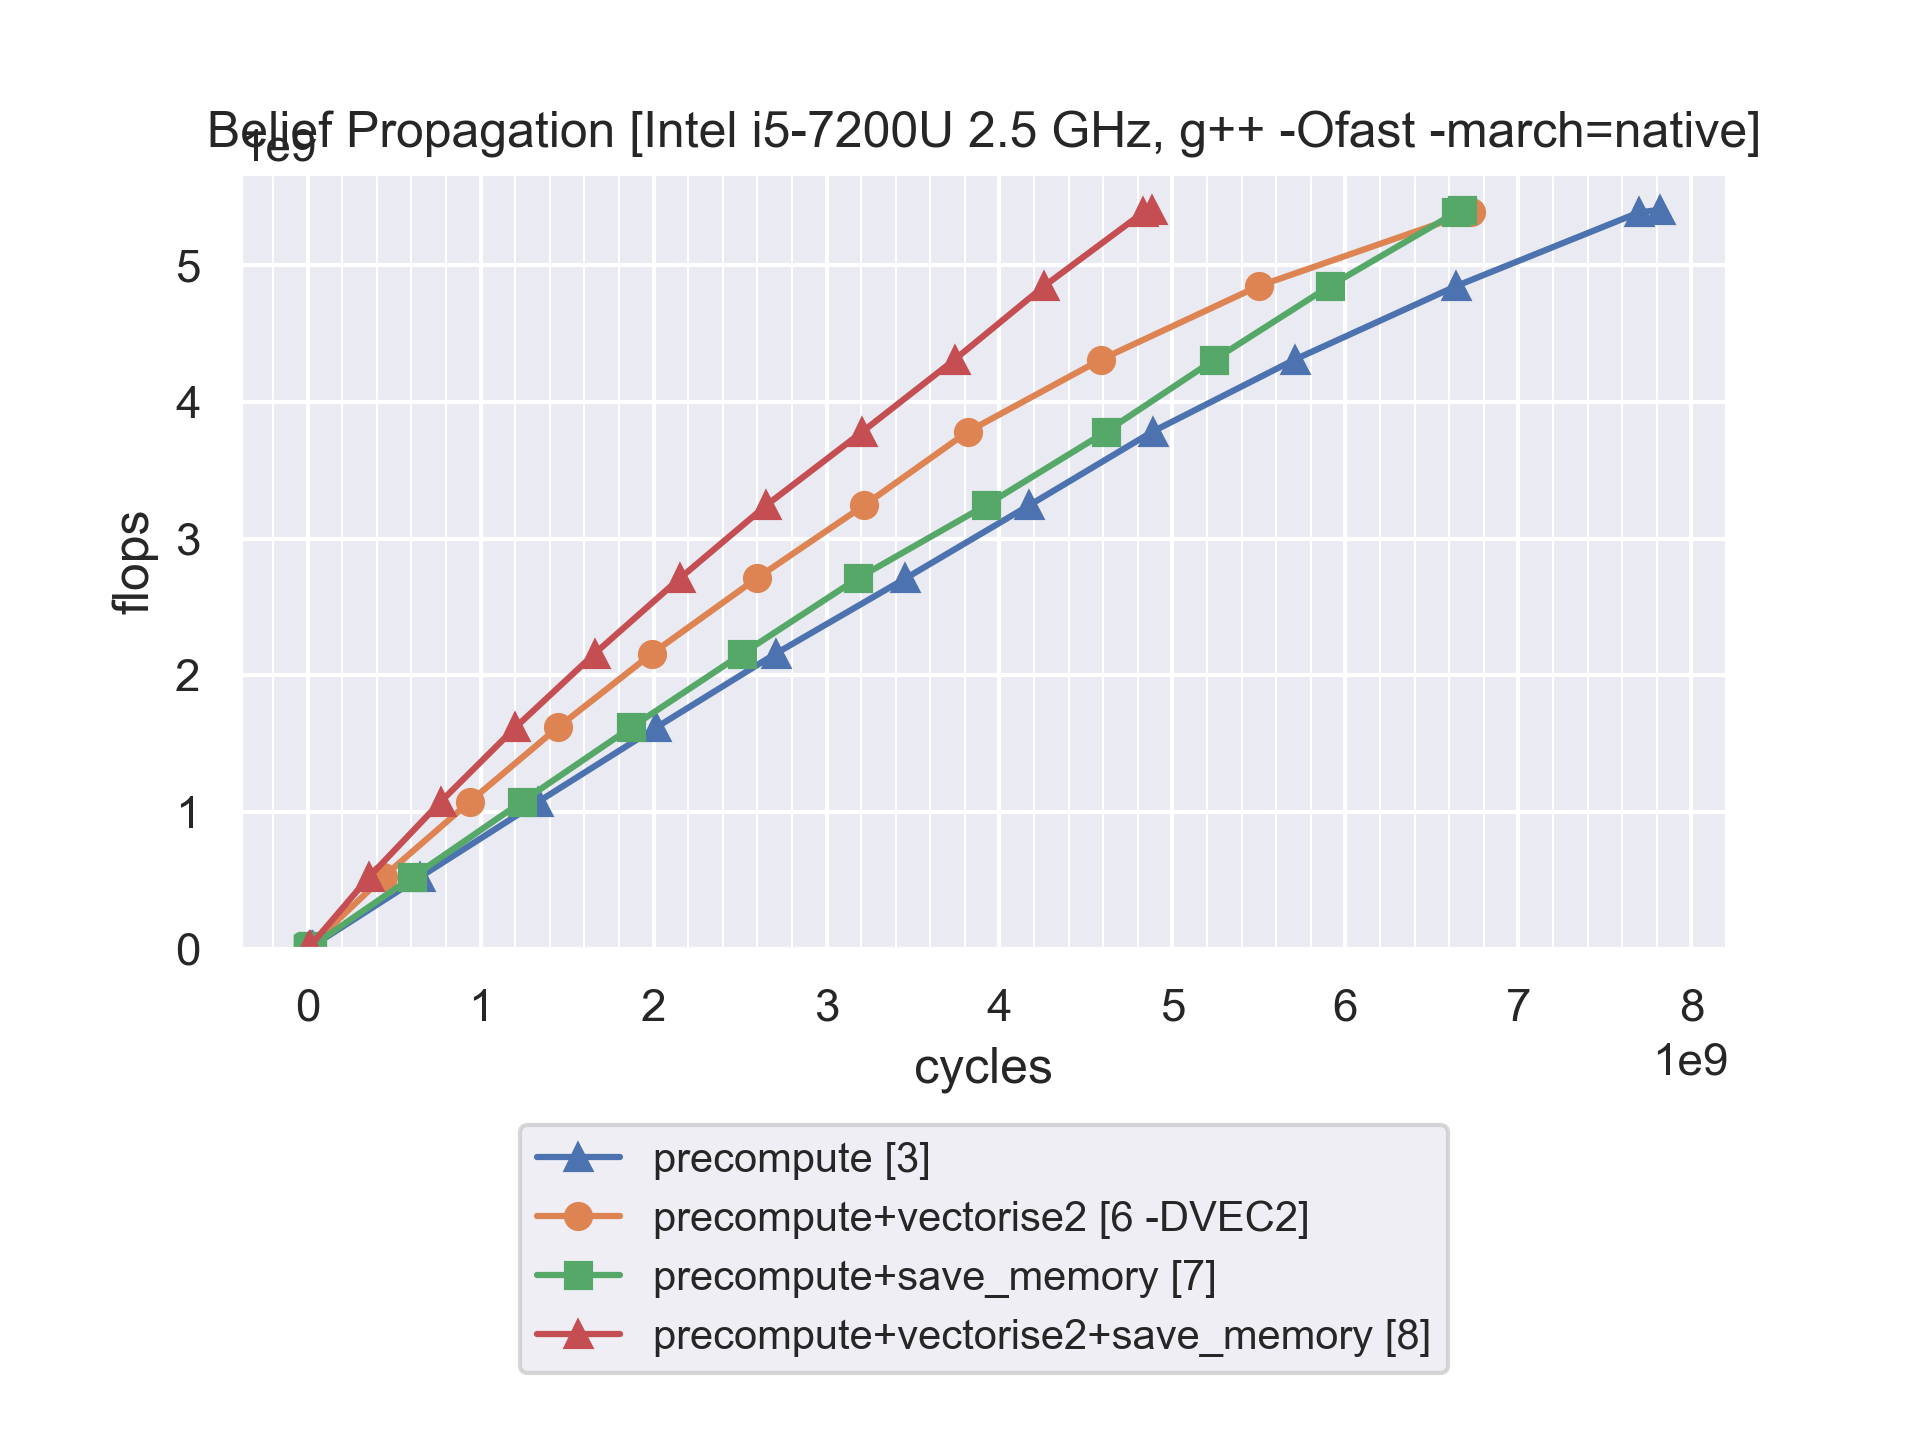 Belief Propagation [Intel i5-7200U 2.5 GHz, g++ -Ofast -march=native]
1e9
5
4
3
2
1
0
flops
0 1 2 3 4 5 6 7 8
1e9
cycles
precompute [3]
precompute+vectorise2 [6 -DVEC2]
precompute+save_memory [7]
precompute+vectorise2+save_memory [8]